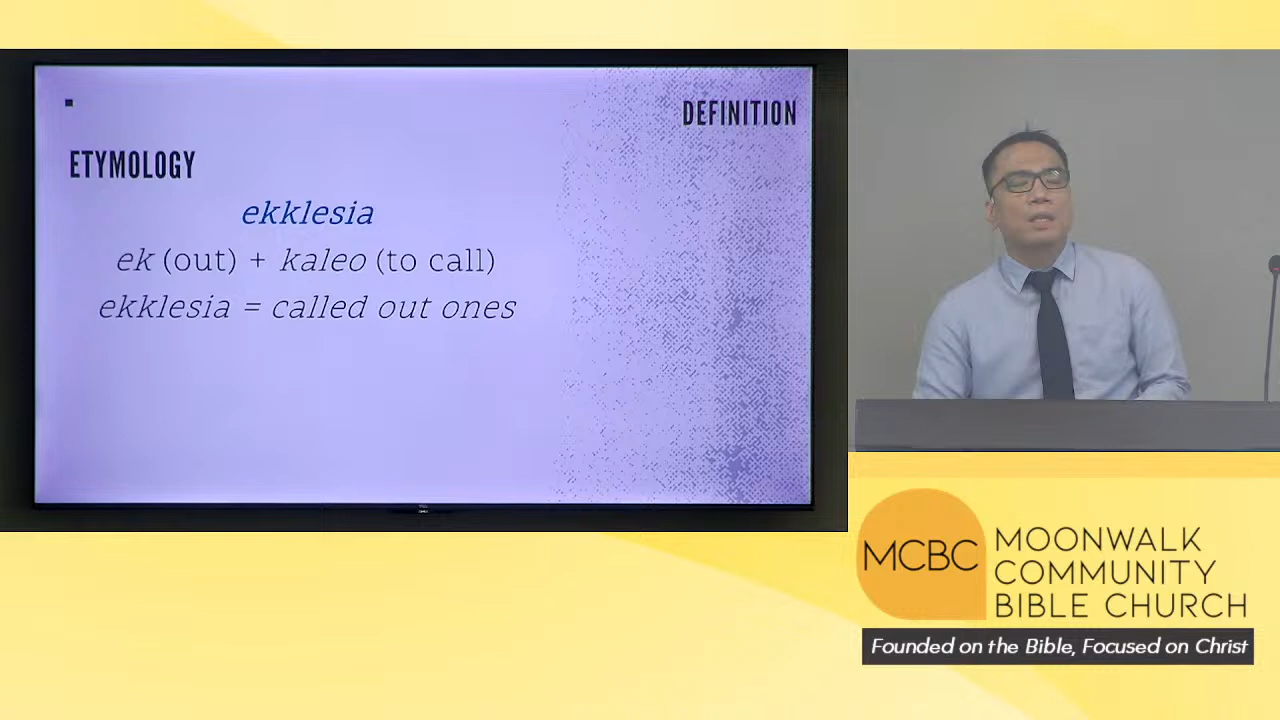 DEFINITION
ETYMOLOGY
ekklesia
ek (out) + kaleo (to call)
ekklesia = called out ones
MCBC
MOONWALK
COMMUNITY
BIBLE CHURCH
Founded on the Bible, Focused on Christ